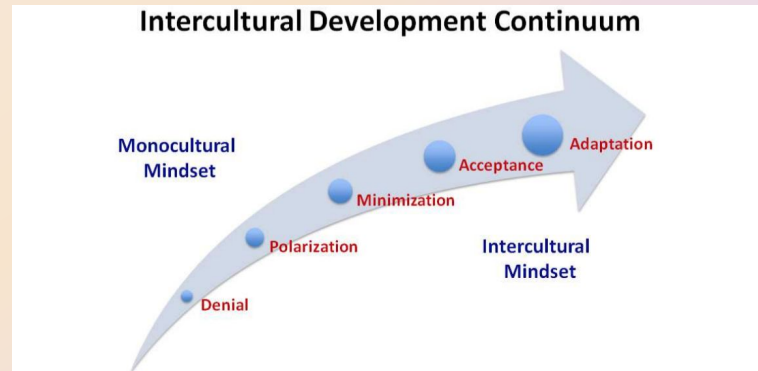 Intercultural Development Continuum
Monocultural
Mindset
Adaptation
Acceptance
Minimization
Polarization
Intercultural
Mindset
Denial